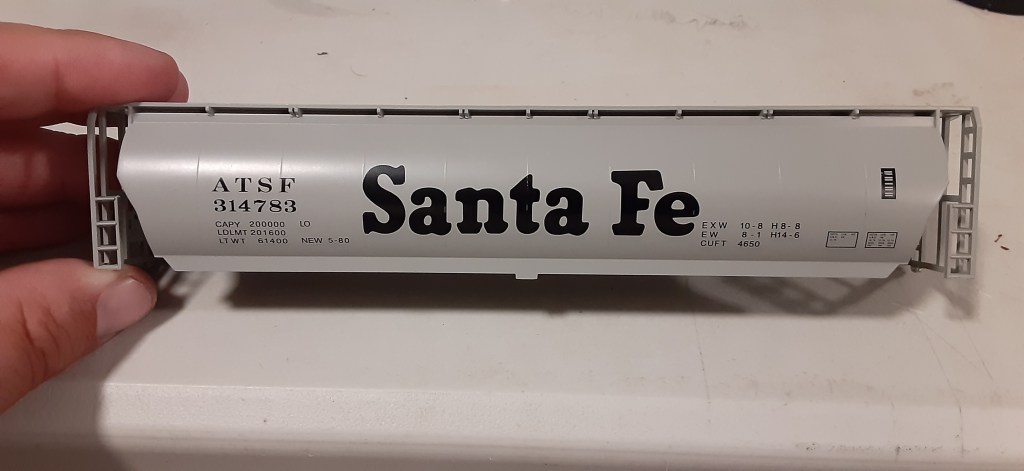 ATSF
314783
CAPY 200000 LO
LDLMT 201600
LT WT 61400 NEW 5-80
Santa Fe
EXW 10-8 H8-8
EW 8-1 H14-6
CUFT 4650